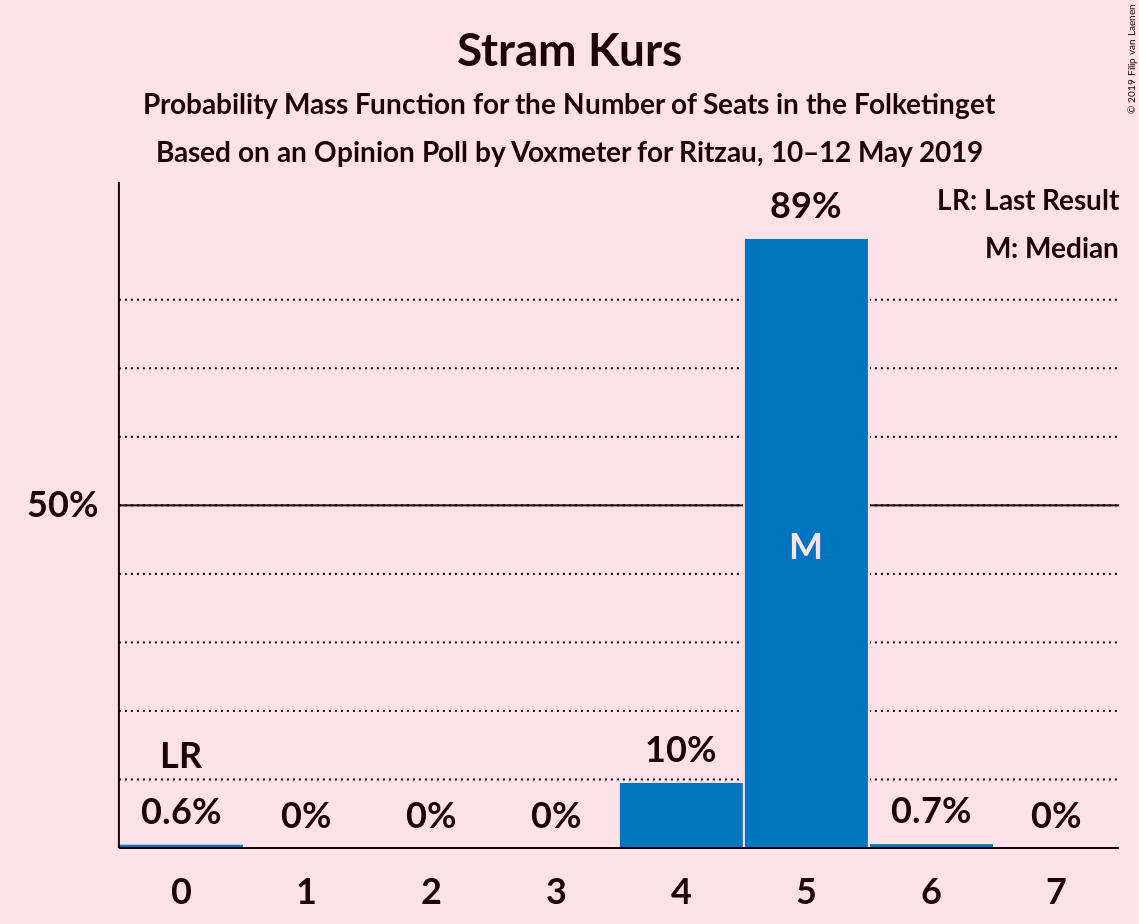 Stram Kurs
Probability Mass Function for the Number of Seats in the Folketinget
Based on an Opinion Poll by Voxmeter for Ritzau, 10–12 May 2019
© 2019 Filip van Laenen
LR: Last Result
M: Median
89%
50%
M
LR
0.6%
0%
0%
0%
10%
0.7%
0%
0
1
2
3
4
5
6
7